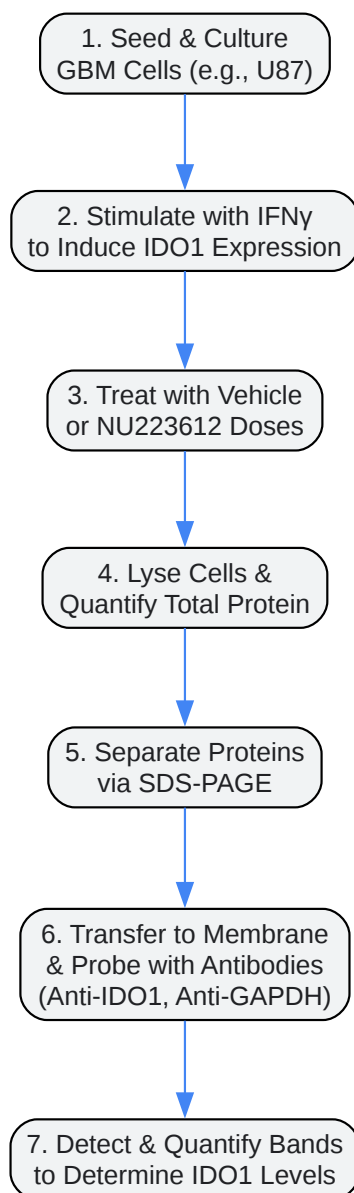 1. Seed & Culture
GBM Cells (e.g., U87)
2. Stimulate with IFNγ
to Induce IDO1 Expression
3. Treat with Vehicle
or NU223612 Doses
4. Lyse Cells &
Quantify Total Protein
5. Separate Proteins
via SDS-PAGE
6. Transfer to Membrane
& Probe with Antibodies
(Anti-IDO1, Anti-GAPDH)
7. Detect & Quantify Bands
to Determine IDO1 Levels